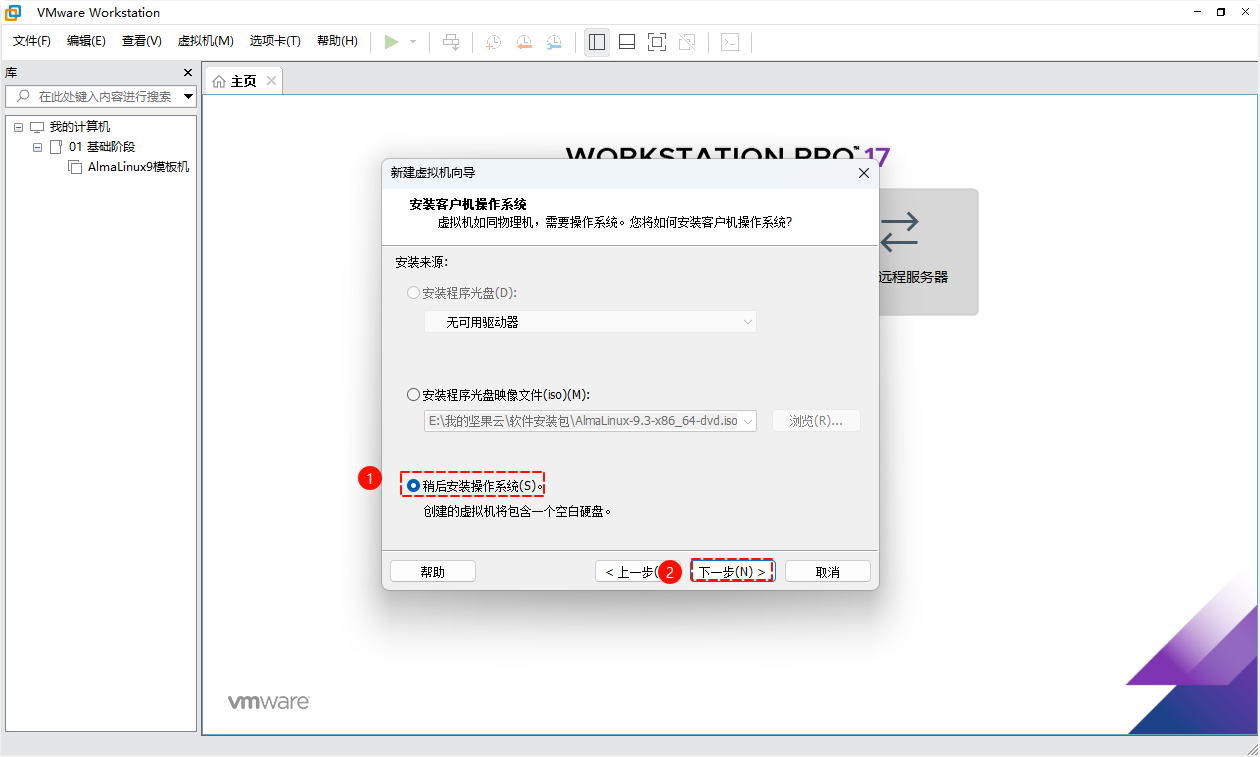 VMware Workstation
文件(F) 编辑(E) 查看(V) 虚拟机(M) 选项卡(T) 帮助(H)
库
在此处键入内容进行搜索
主页
我的计算机
01 基础阶段
AlmaLinux9模板机
WORKSTATION PRO™ 17
远程服务器
新建虚拟机向导
安装客户机操作系统
虚拟机如同物理机，需要操作系统。您将如何安装客户机操作系统?
安装来源:
安装程序光盘(D):
无可用驱动器
安装程序光盘映像文件(iso)(M):
E:\我的坚果云\软件安装包\AlmaLinux-9.3-x86_64-dvd.iso
浏览(R)...
1
稍后安装操作系统(S)。
创建的虚拟机将包含一个空白硬盘。
帮助
< 上一步(
2
下一步(N) >
取消
vmware